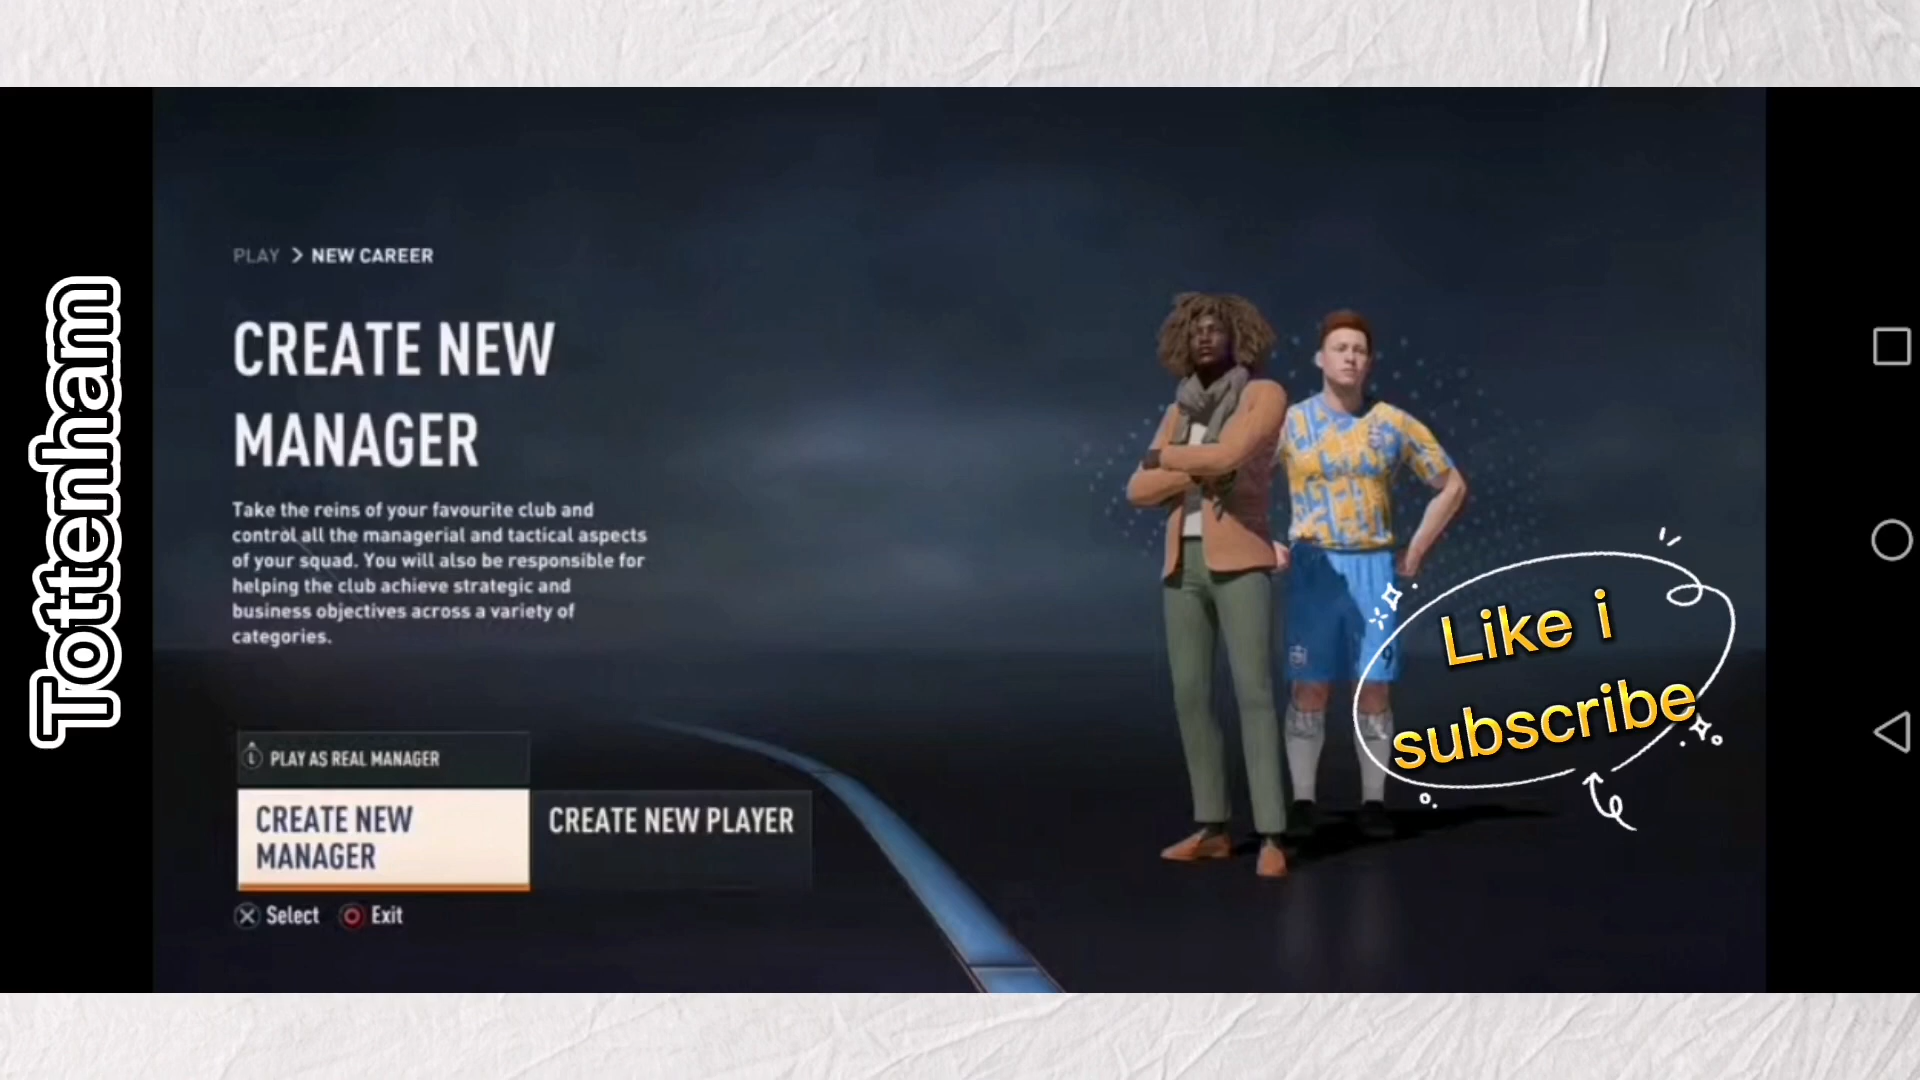 Tottenham
PLAY > NEW CAREER
CREATE NEW
MANAGER
Take the reins of your favourite club and
control all the managerial and tactical aspects
of your squad. You will also be responsible for
helping the club achieve strategic and
business objectives across a variety of
categories.
L PLAY AS REAL MANAGER
CREATE NEW
MANAGER
CREATE NEW PLAYER
Select
Exit
9
Like i
subscribe